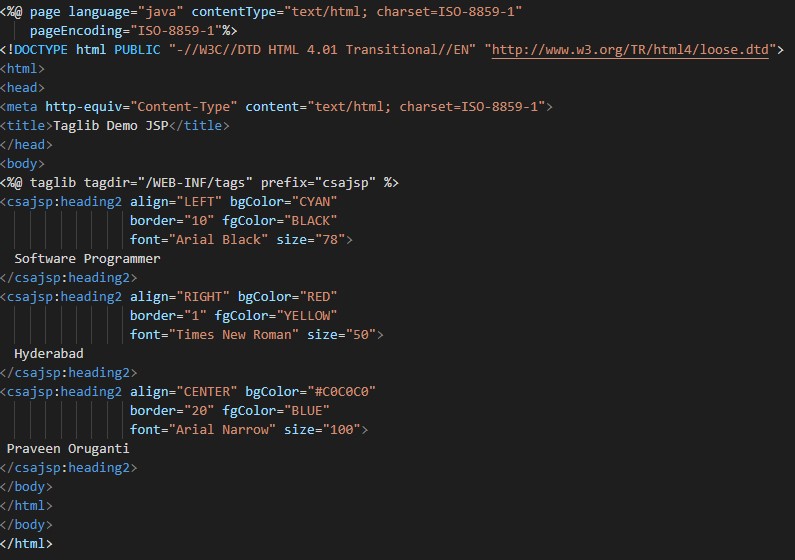 <%@ page language="java" contentType="text/html; charset=ISO-8859-1"
    pageEncoding="ISO-8859-1"%>
<!DOCTYPE html PUBLIC "-//W3C//DTD HTML 4.01 Transitional//EN" "http://www.w3.org/TR/html4/loose.dtd">
<html>
<head>
<meta http-equiv="Content-Type" content="text/html; charset=ISO-8859-1">
<title>Taglib Demo JSP</title>
</head>
<body>
<%@ taglib tagdir="/WEB-INF/tags" prefix="csajsp" %>
<csajsp:heading2 align="LEFT" bgColor="CYAN"
                 border="10" fgColor="BLACK"
                 font="Arial Black" size="78">
  Software Programmer
</csajsp:heading2>
<csajsp:heading2 align="RIGHT" bgColor="RED"
                 border="1" fgColor="YELLOW"
                 font="Times New Roman" size="50">
  Hyderabad
</csajsp:heading2>
<csajsp:heading2 align="CENTER" bgColor="#C0C0C0"
                 border="20" fgColor="BLUE"
                 font="Arial Narrow" size="100">
 Praveen Oruganti
</csajsp:heading2>
</body>
</html>
</body>
</html>